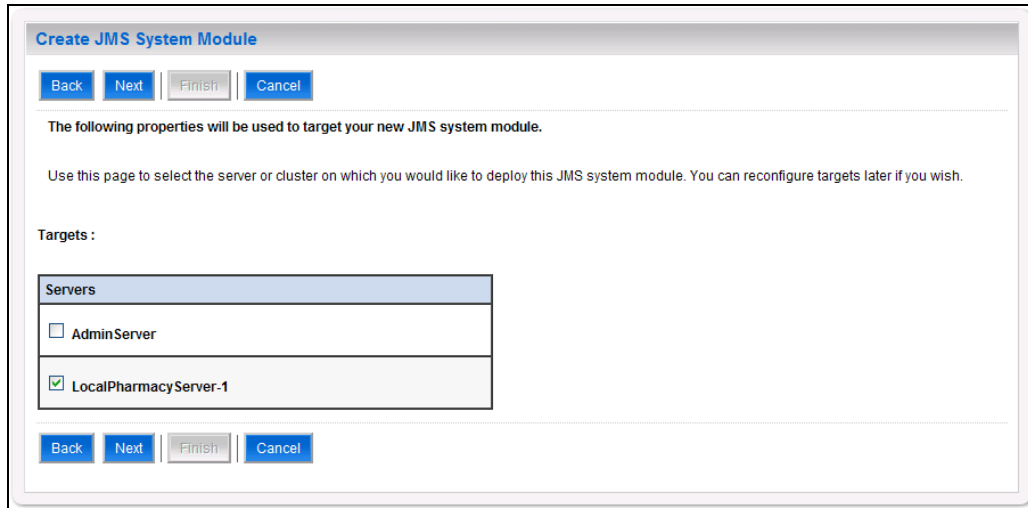 Create JMS System Module
Back Next Finish Cancel
The following properties will be used to target your new JMS system module.
Use this page to select the server or cluster on which you would like to deploy this JMS system module. You can reconfigure targets later if you wish.
Targets :
Servers
AdminServer
LocalPharmacyServer-1
Back Next Finish Cancel